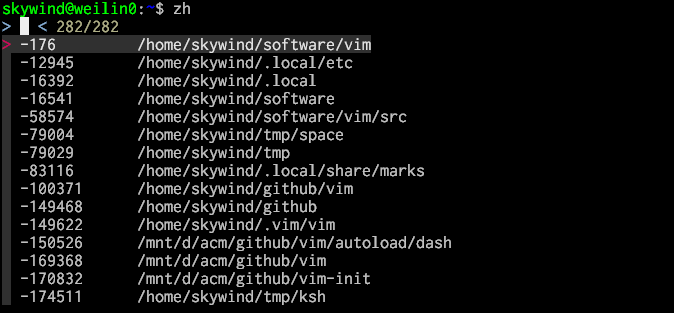 skywind@weilin0:~$ zh
> < 282/282
> -176 /home/skywind/software/vim
-12945 /home/skywind/.local/etc
-16392 /home/skywind/.local
-16541 /home/skywind/software
-58574 /home/skywind/software/vim/src
-79004 /home/skywind/tmp/space
-79029 /home/skywind/tmp
-83116 /home/skywind/.local/share/marks
-100371 /home/skywind/github/vim
-149468 /home/skywind/github
-149622 /home/skywind/.vim/vim
-150526 /mnt/d/acm/github/vim/autoload/dash
-169368 /mnt/d/acm/github/vim
-170832 /mnt/d/acm/github/vim-init
-174511 /home/skywind/tmp/ksh